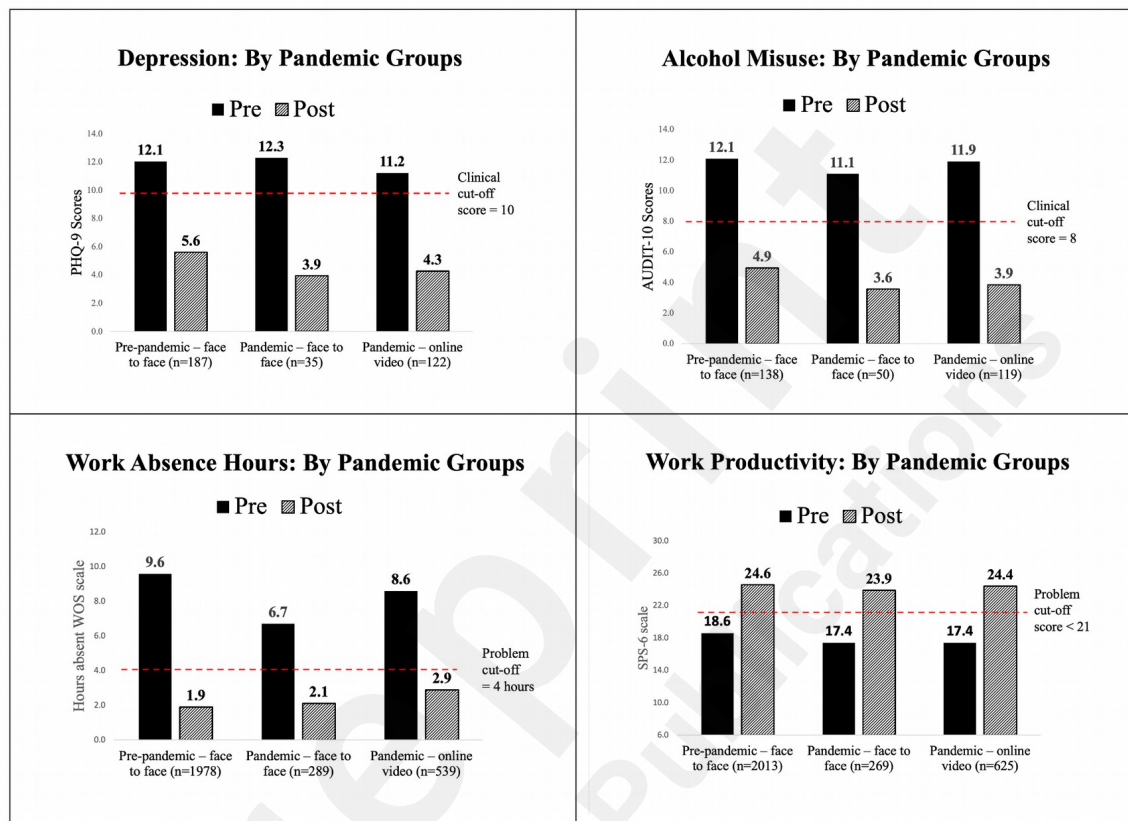 Depression: By Pandemic Groups
Pre Post
14.0
12.0
10.0
8.0
6.0
4.0
2.0
0.0
PHQ-9 Scores
12.1
5.6
12.3
3.9
11.2
4.3
Clinical
cut-off
score = 10
Pre-pandemic – face
to face (n=187)
Pandemic – face to
face (n=35)
Pandemic – online
video (n=122)
Alcohol Misuse: By Pandemic Groups
Pre Post
14.0
12.0
10.0
8.0
6.0
4.0
2.0
0.0
AUDIT-10 Scores
12.1
4.9
11.1
3.6
11.9
3.9
Clinical
cut-off
score = 8
Pre-pandemic – face
to face (n=138)
Pandemic – face to
face (n=50)
Pandemic – online
video (n=119)
Work Absence Hours: By Pandemic Groups
Pre Post
12.0
10.0
8.0
6.0
4.0
2.0
0.0
Hours absent WOS scale
9.6
1.9
6.7
2.1
8.6
2.9
Problem
cut-off
= 4 hours
Pre-pandemic – face
to face (n=1978)
Pandemic – face to
face (n=289)
Pandemic – online
video (n=539)
Work Productivity: By Pandemic Groups
Pre Post
30.0
26.0
22.0
18.0
14.0
10.0
6.0
SPS-6 scale
18.6
24.6
17.4
23.9
17.4
24.4
Problem
cut-off
score < 21
Pre-pandemic – face
to face (n=2013)
Pandemic – face to
face (n=269)
Pandemic – online
video (n=625)
eprint
Publications